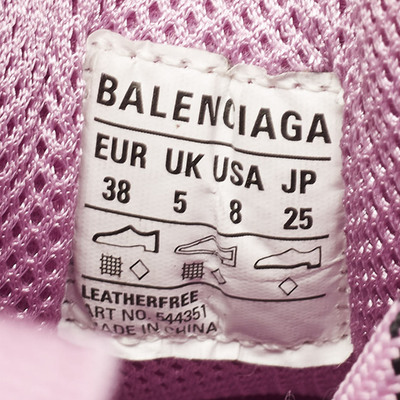 BALENCIAGA
EUR UK USA JP
38 5 8 25
LEATHERFREE
ART NO. 544351
MADE IN CHINA